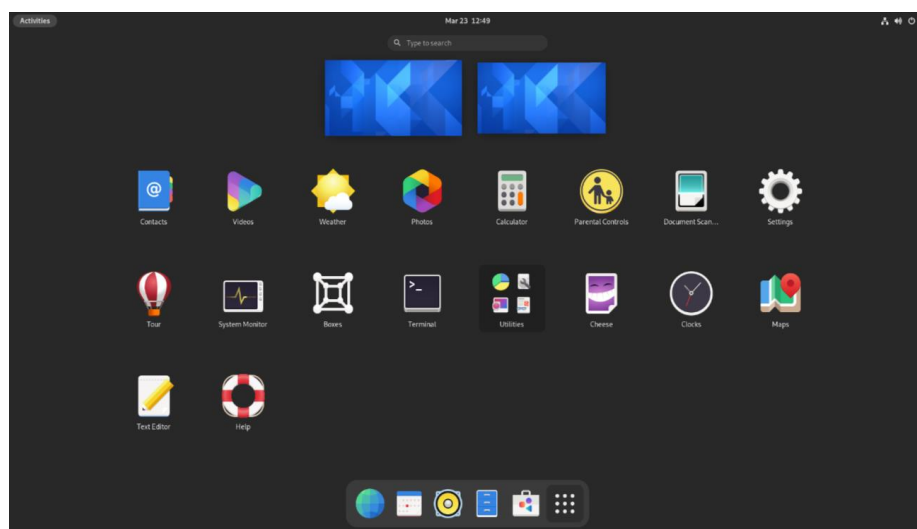 Activities Mar 23 12:49
Type to search
Contacts Videos Weather Photos Calculator Parental Controls Document Scan... Settings
Tour System Monitor Boxes Terminal Utilities Cheese Clocks Maps
Text Editor Help